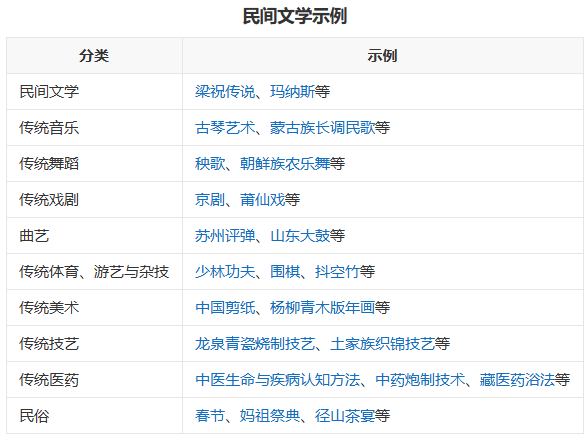 民间文学示例
分类 示例
民间文学 梁祝传说、玛纳斯等
传统音乐 古琴艺术、蒙古族长调民歌等
传统舞蹈 秧歌、朝鲜族农乐舞等
传统戏剧 京剧、莆仙戏等
曲艺 苏州评弹、山东大鼓等
传统体育、游艺与杂技 少林功夫、围棋、抖空竹等
传统美术 中国剪纸、杨柳青木版年画等
传统技艺 龙泉青瓷烧制技艺、土家族织锦技艺等
传统医药 中医生命与疾病认知方法、中药炮制技术、藏医药浴法等
民俗 春节、妈祖祭典、径山茶宴等